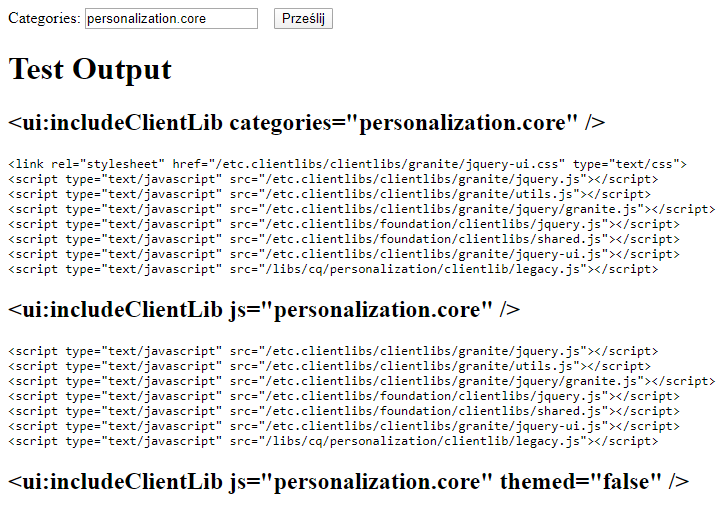 Categories: personalization.core Prześlij
Test Output
<ui:includeClientLib categories="personalization.core" />
<link rel="stylesheet" href="/etc.clientlibs/clientlibs/granite/jquery-ui.css" type="text/css">
<script type="text/javascript" src="/etc.clientlibs/clientlibs/granite/jquery.js"></script>
<script type="text/javascript" src="/etc.clientlibs/clientlibs/granite/utils.js"></script>
<script type="text/javascript" src="/etc.clientlibs/clientlibs/granite/jquery/granite.js"></script>
<script type="text/javascript" src="/etc.clientlibs/foundation/clientlibs/jquery.js"></script>
<script type="text/javascript" src="/etc.clientlibs/foundation/clientlibs/shared.js"></script>
<script type="text/javascript" src="/etc.clientlibs/clientlibs/granite/jquery-ui.js"></script>
<script type="text/javascript" src="/libs/cq/personalization/clientlib/legacy.js"></script>
<ui:includeClientLib js="personalization.core" />
<script type="text/javascript" src="/etc.clientlibs/clientlibs/granite/jquery.js"></script>
<script type="text/javascript" src="/etc.clientlibs/clientlibs/granite/utils.js"></script>
<script type="text/javascript" src="/etc.clientlibs/clientlibs/granite/jquery/granite.js"></script>
<script type="text/javascript" src="/etc.clientlibs/foundation/clientlibs/jquery.js"></script>
<script type="text/javascript" src="/etc.clientlibs/foundation/clientlibs/shared.js"></script>
<script type="text/javascript" src="/etc.clientlibs/clientlibs/granite/jquery-ui.js"></script>
<script type="text/javascript" src="/libs/cq/personalization/clientlib/legacy.js"></script>
<ui:includeClientLib js="personalization.core" themed="false" />